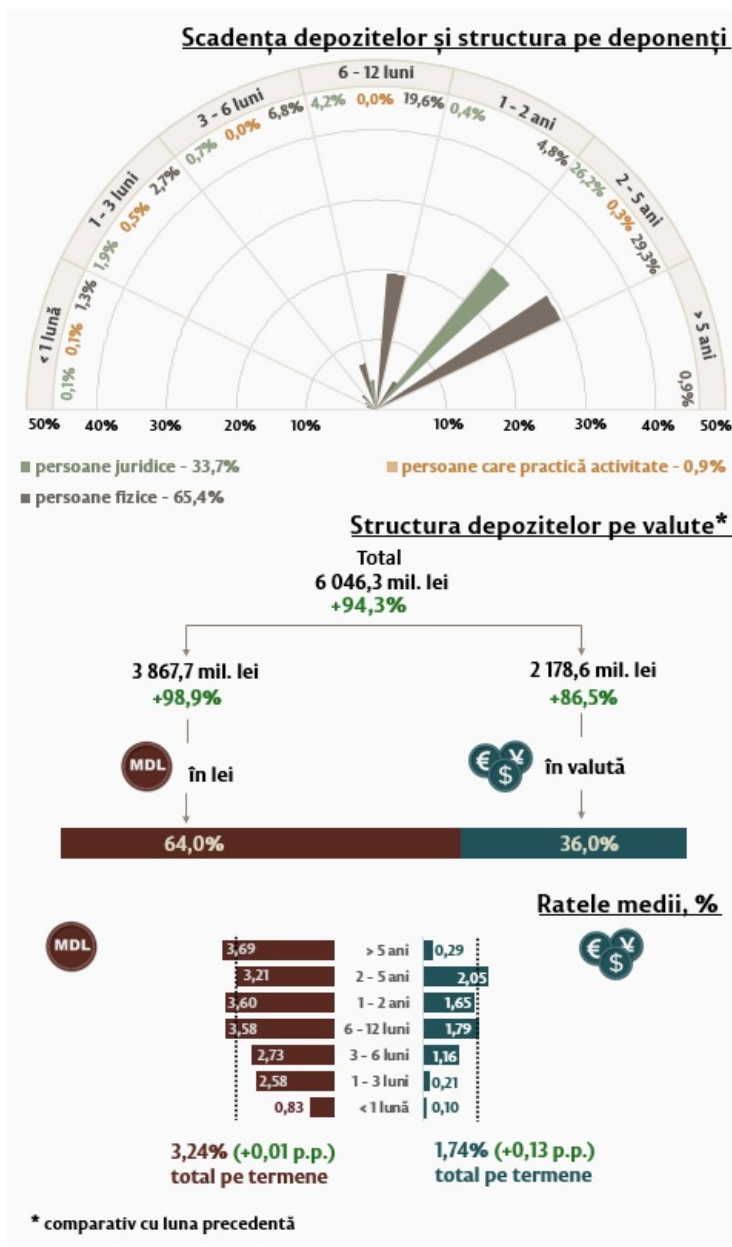 Scadența depozitelor și structura pe deponenți
< 1 lună
0,1% 0,1% 1,3%
1 - 3 luni
1,9% 0,5% 2,7%
3 - 6 luni
0,7% 0,0% 6,8%
6 - 12 luni
4,2% 0,0% 19,6%
1 - 2 ani
0,4% 4,8%
2 - 5 ani
26,2% 0,3% 29,3%
> 5 ani
0,9%
50% 40% 30% 20% 10% 10% 20% 30% 40% 50%
persoane juridice - 33,7%
persoane care practică activitate - 0,9%
persoane fizice - 65,4%
Structura depozitelor pe valute*
Total
6 046,3 mil. lei
+94,3%
3 867,7 mil. lei 2 178,6 mil. lei
+98,9% +86,5%
MDL în lei € ¥ $ în valută
64,0% 36,0%
Ratele medii, %
MDL € ¥ $
3,69 > 5 ani 0,29
3,21 2 - 5 ani 2,05
3,60 1 - 2 ani 1,65
3,58 6 - 12 luni 1,79
2,73 3 - 6 luni 1,16
2,58 1 - 3 luni 0,21
0,83 < 1 lună 0,10
3,24% (+0,01 p.p.) 1,74% (+0,13 p.p.)
total pe termene total pe termene
* comparativ cu luna precedentă